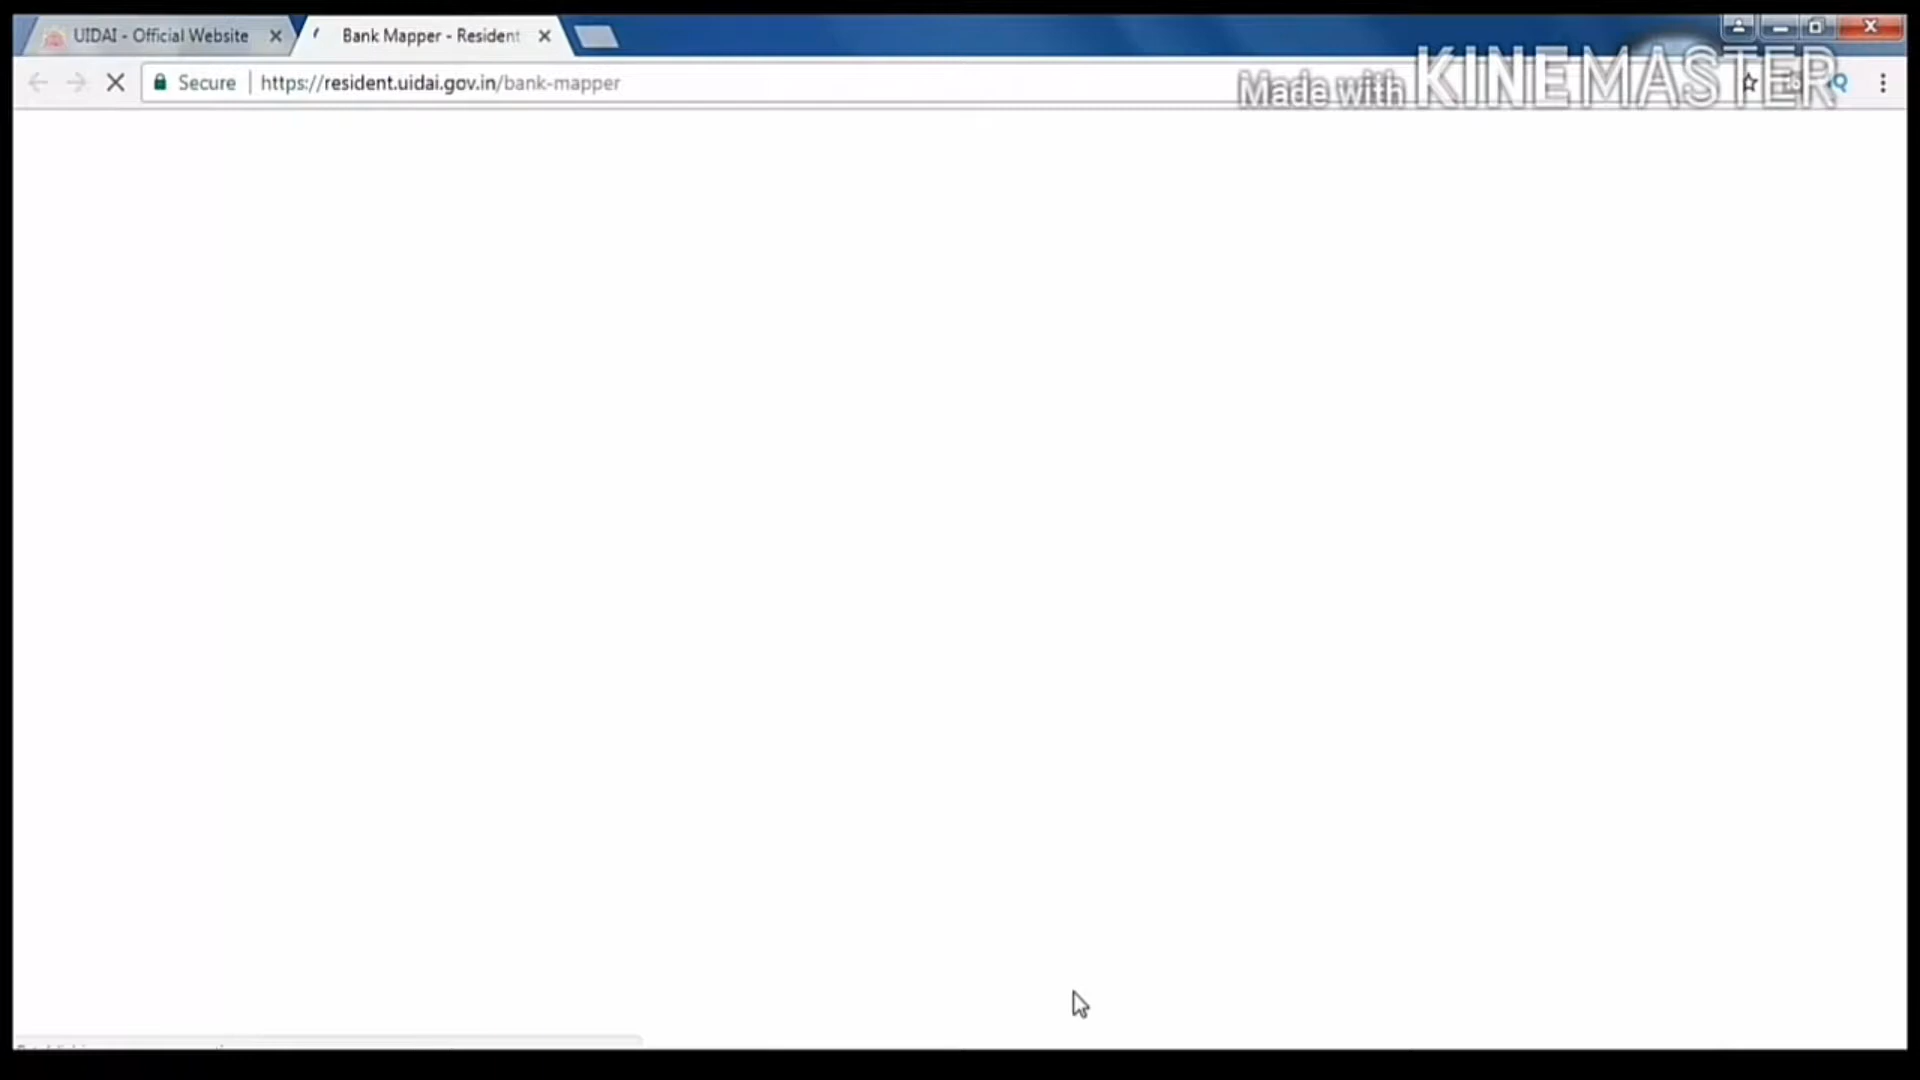 UIDAI - Official Website
Bank Mapper - Resident
Secure
https://resident.uidai.gov.in/bank-mapper
Made with KINEMASTER